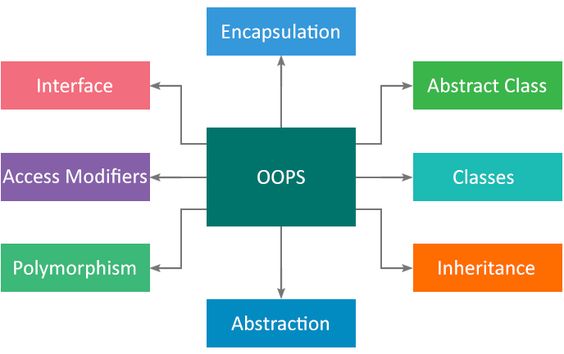 Encapsulation
Interface
Abstract Class
OOPS
Access Modifiers
Classes
Polymorphism
Inheritance
Abstraction